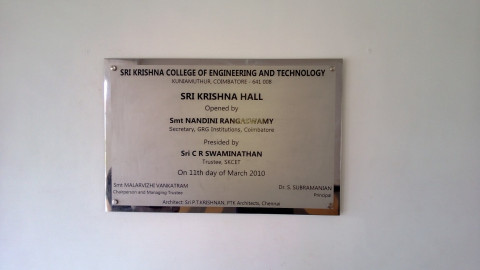 SRI KRISHNA COLLEGE OF ENGINEERING AND TECHNOLOGY
KUNIAMUTHUR, COIMBATORE - 641 008
SRI KRISHNA HALL
Opened by
Smt NANDINI RANGASWAMY
Secretary, GRG Institutions, Coimbatore
Presided by
Sri C R SWAMINATHAN
Trustee, SKCET
On 11th day of March 2010
Smt MALARVIZHI VANKATRAM
Chairperson and Managing Trustee
Dr. S. SUBRAMANIAN
Principal
Architect: Sri P.T.KRISHNAN, PTK Architects, Chennai